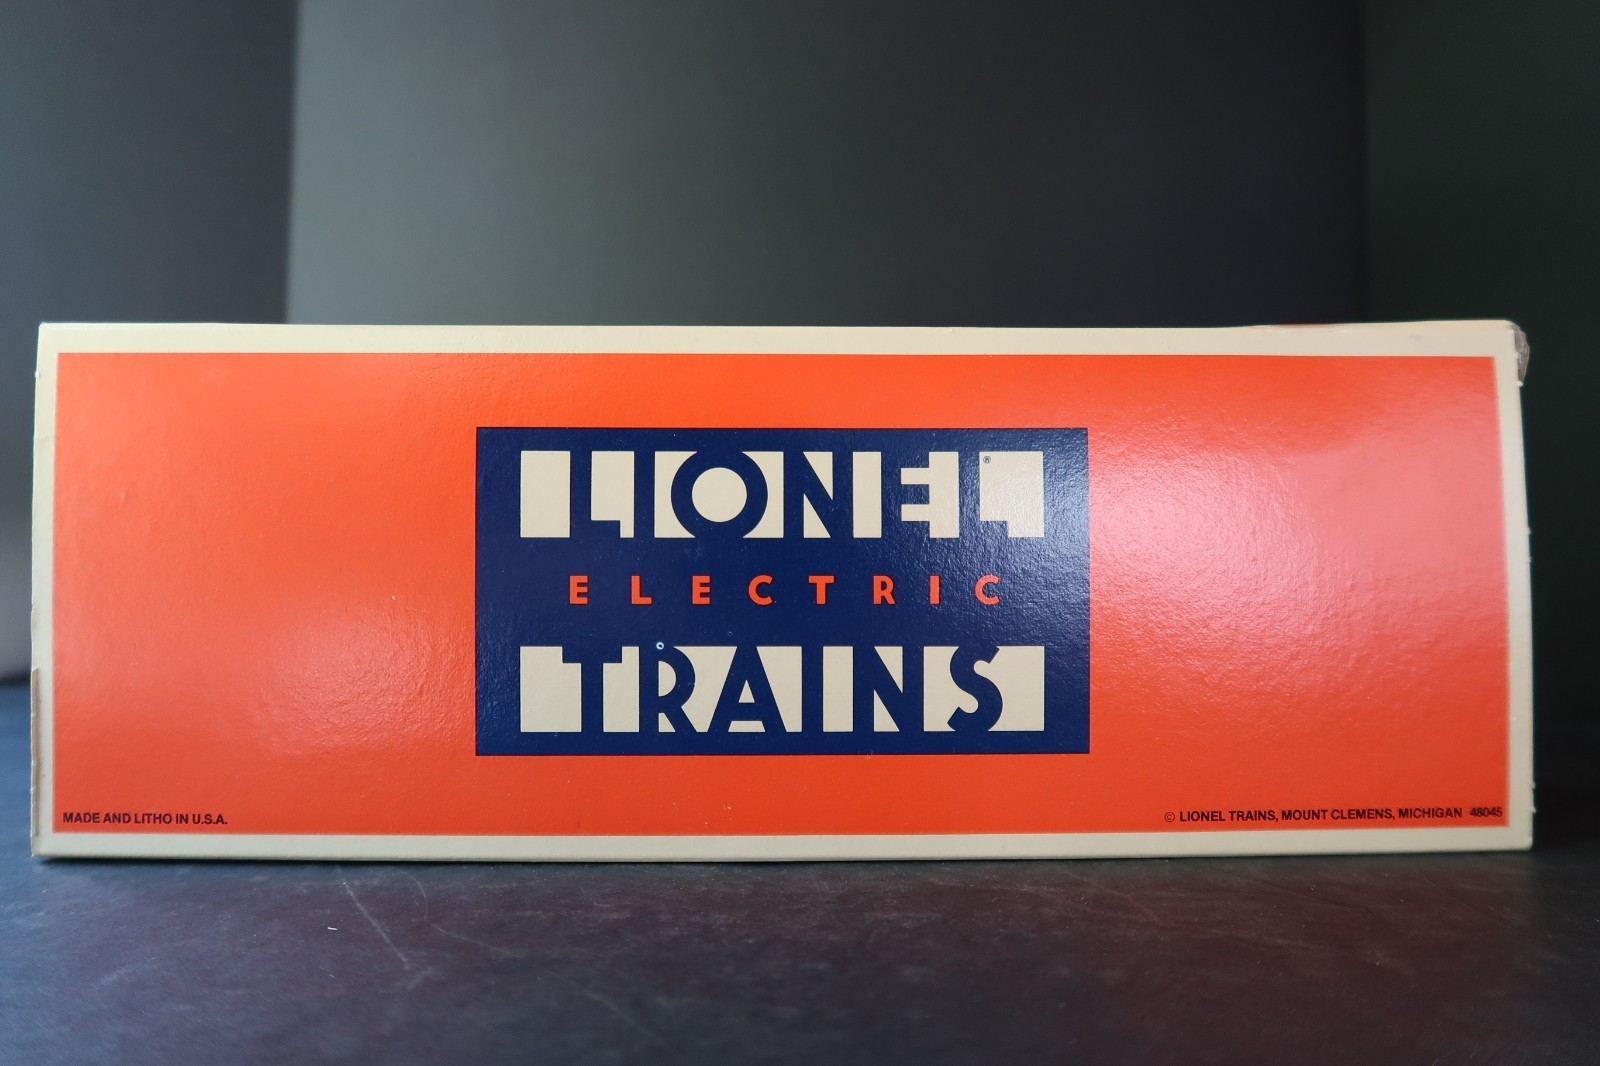 LIONEL®
ELECTRIC
TRAINS
MADE AND LITHO IN U.S.A.
© LIONEL TRAINS, MOUNT CLEMENS, MICHIGAN 48045